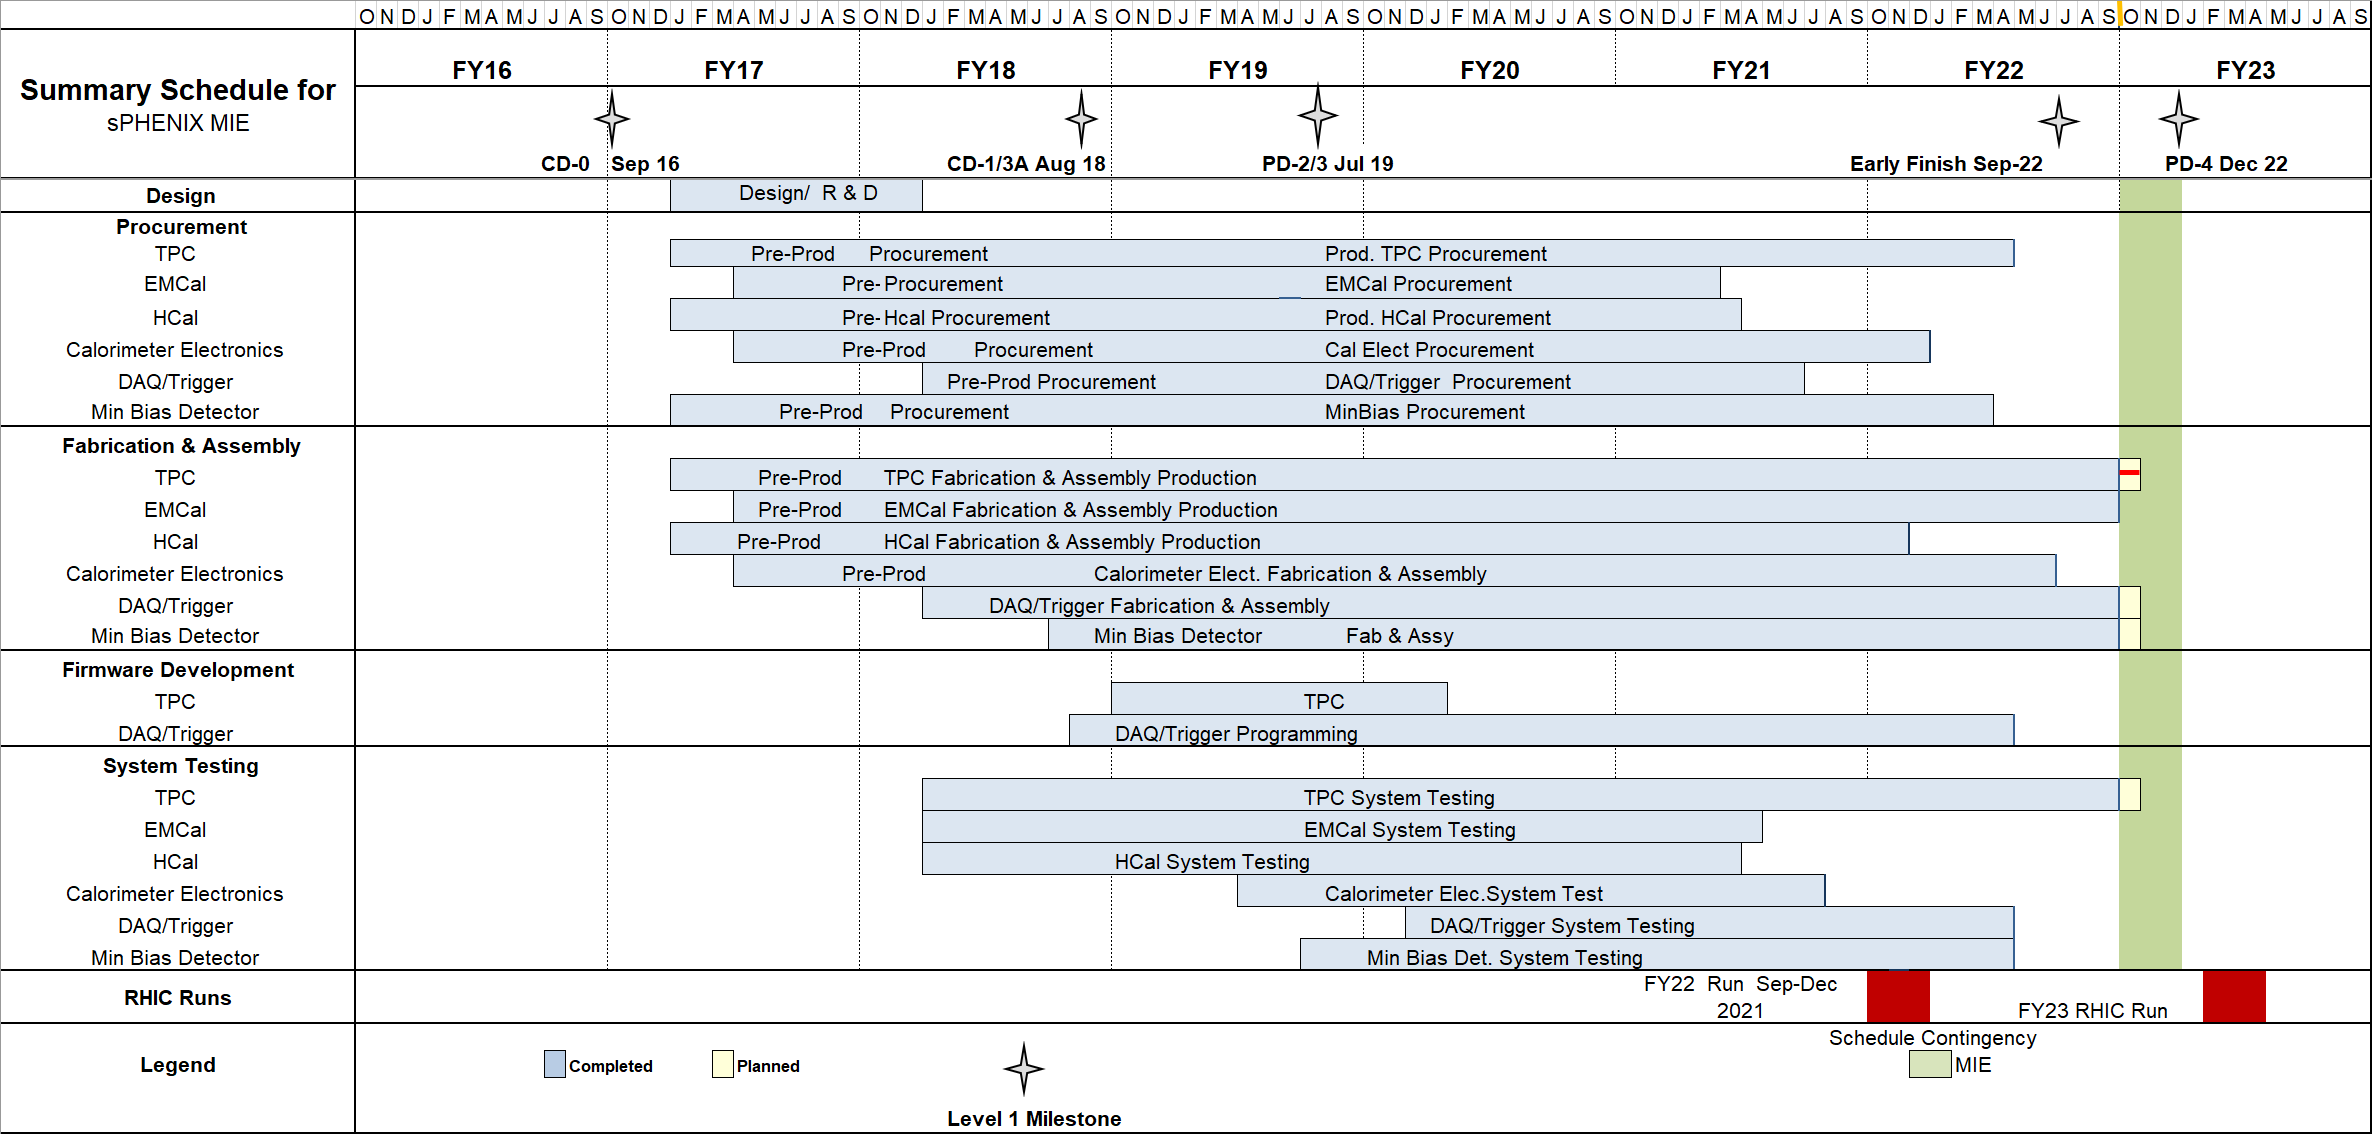 O N D J F M A M J J A S O N D J F M A M J J A S O N D J F M A M J J A S O N D J F M A M J J A S O N D J F M A M J J A S O N D J F M A M J J A S O N D J F M A M J J A S O N D J F M A M J J A S
FY16 FY17 FY18 FY19 FY20 FY21 FY22 FY23
Summary Schedule for
sPHENIX MIE
CD-0 Sep 16 CD-1/3A Aug 18 PD-2/3 Jul 19 Early Finish Sep-22 PD-4 Dec 22
Design Design/ R & D
Procurement
TPC Pre-Prod Procurement Prod. TPC Procurement
EMCal Pre- Procurement EMCal Procurement
HCal Pre- Hcal Procurement Prod. HCal Procurement
Calorimeter Electronics Pre-Prod Procurement Cal Elect Procurement
DAQ/Trigger Pre-Prod Procurement DAQ/Trigger Procurement
Min Bias Detector Pre-Prod Procurement MinBias Procurement
Fabrication & Assembly
TPC Pre-Prod TPC Fabrication & Assembly Production
EMCal Pre-Prod EMCal Fabrication & Assembly Production
HCal Pre-Prod HCal Fabrication & Assembly Production
Calorimeter Electronics Pre-Prod Calorimeter Elect. Fabrication & Assembly
DAQ/Trigger DAQ/Trigger Fabrication & Assembly
Min Bias Detector Min Bias Detector Fab & Assy
Firmware Development
TPC TPC
DAQ/Trigger DAQ/Trigger Programming
System Testing
TPC TPC System Testing
EMCal EMCal System Testing
HCal HCal System Testing
Calorimeter Electronics Calorimeter Elec.System Test
DAQ/Trigger DAQ/Trigger System Testing
Min Bias Detector Min Bias Det. System Testing
RHIC Runs FY22 Run Sep-Dec
2021 FY23 RHIC Run
Schedule Contingency
Legend Completed Planned MIE
Level 1 Milestone